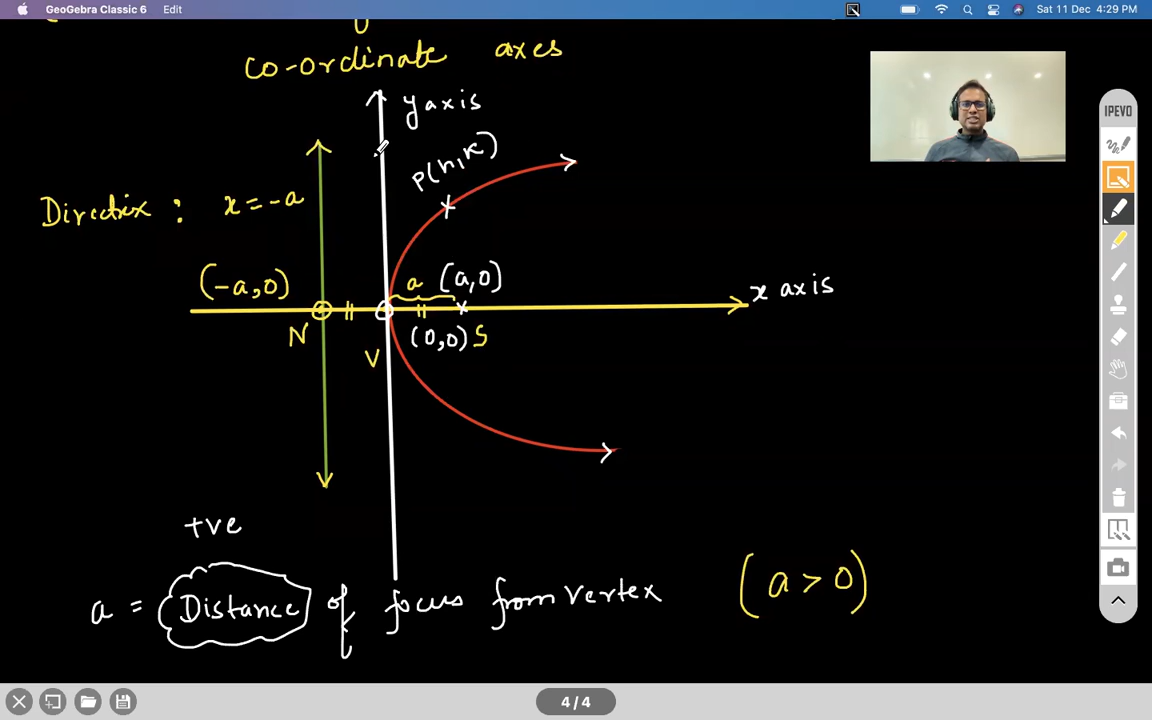 GeoGebra Classic 6 Edit Sat 11 Dec 4:29 PM
co-ordinate axes
y axis
IPEVO
P(h,k)
Directrix : x=-a
(-a,0) a (a,0) x axis
N V (0,0) S
+ve
a = Distance of focus from vertex (a > 0)
4 / 4